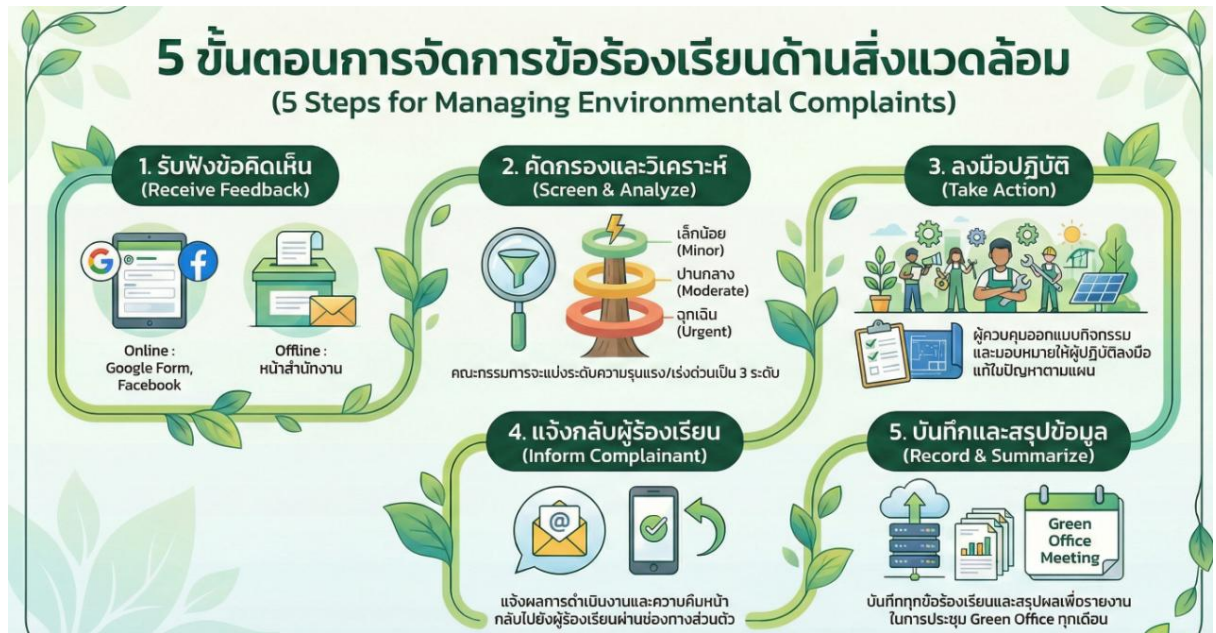 5 ขั้นตอนการจัดการข้อร้องเรียนด้านสิ่งแวดล้อม
(5 Steps for Managing Environmental Complaints)
1. รับฟังข้อคิดเห็น
(Receive Feedback)
G
f
Online :
Google Form,
Facebook
Offline :
หน้าสำนักงาน
2. คัดกรองและวิเคราะห์
(Screen & Analyze)
เล็กน้อย
(Minor)
ปานกลาง
(Moderate)
ฉุกเฉิน
(Urgent)
คณะกรรมการจะแบ่งระดับความรุนแรง/เร่งด่วนเป็น 3 ระดับ
3. ลงมือปฏิบัติ
(Take Action)
ผู้ควบคุมออกแบบกิจกรรม
และมอบหมายให้ผู้ปฏิบัติลงมือ
แก้ไขปัญหาตามแผน
4. แจ้งกลับผู้ร้องเรียน
(Inform Complainant)
@
แจ้งผลการดำเนินงานและความคืบหน้า
กลับไปยังผู้ร้องเรียนผ่านช่องทางส่วนตัว
5. บันทึกและสรุปข้อมูล
(Record & Summarize)
Green
Office
Meeting
บันทึกทุกข้อร้องเรียนและสรุปผลเพื่อรายงาน
ในการประชุม Green Office ทุกเดือน